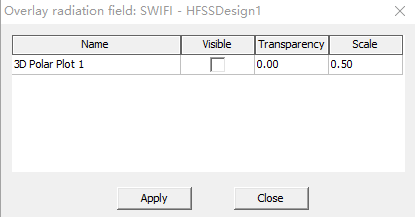 Overlay radiation field: SWIFI - HFSSDesign1
Name Visible Transparency Scale
3D Polar Plot 1 0.00 0.50
Apply Close